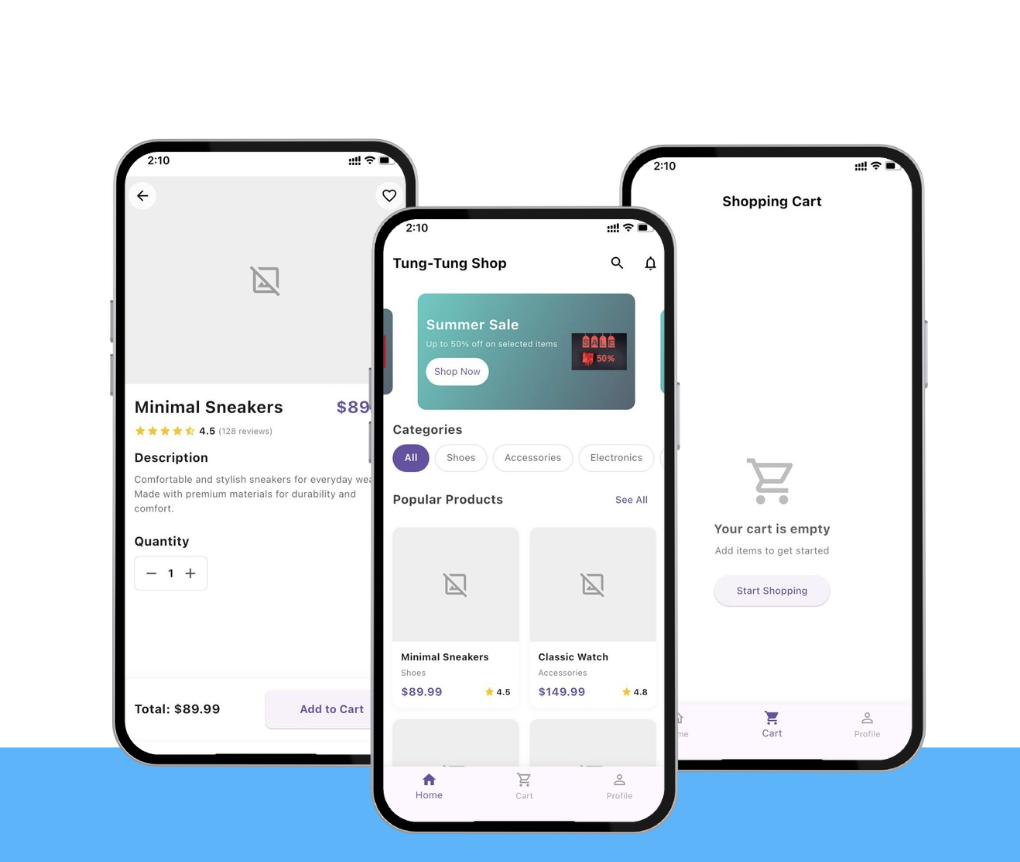 2:10
Minimal Sneakers
$89
4.5 (128 reviews)
Description
Comfortable and stylish sneakers for everyday
Made with premium materials for durability and
comfort.
Quantity
1
Total: $89.99
Add to Cart
2:10
Tung-Tung Shop
Summer Sale
Up to 50% off on selected items
Shop Now
SALE
50%
Categories
All
Shoes
Accessories
Electronics
Popular Products
See All
Minimal Sneakers
Shoes
$89.99
4.5
Classic Watch
Accessories
$149.99
4.8
Home
Cart
Profile
2:10
Shopping Cart
Your cart is empty
Add items to get started
Start Shopping
me
Cart
Profile